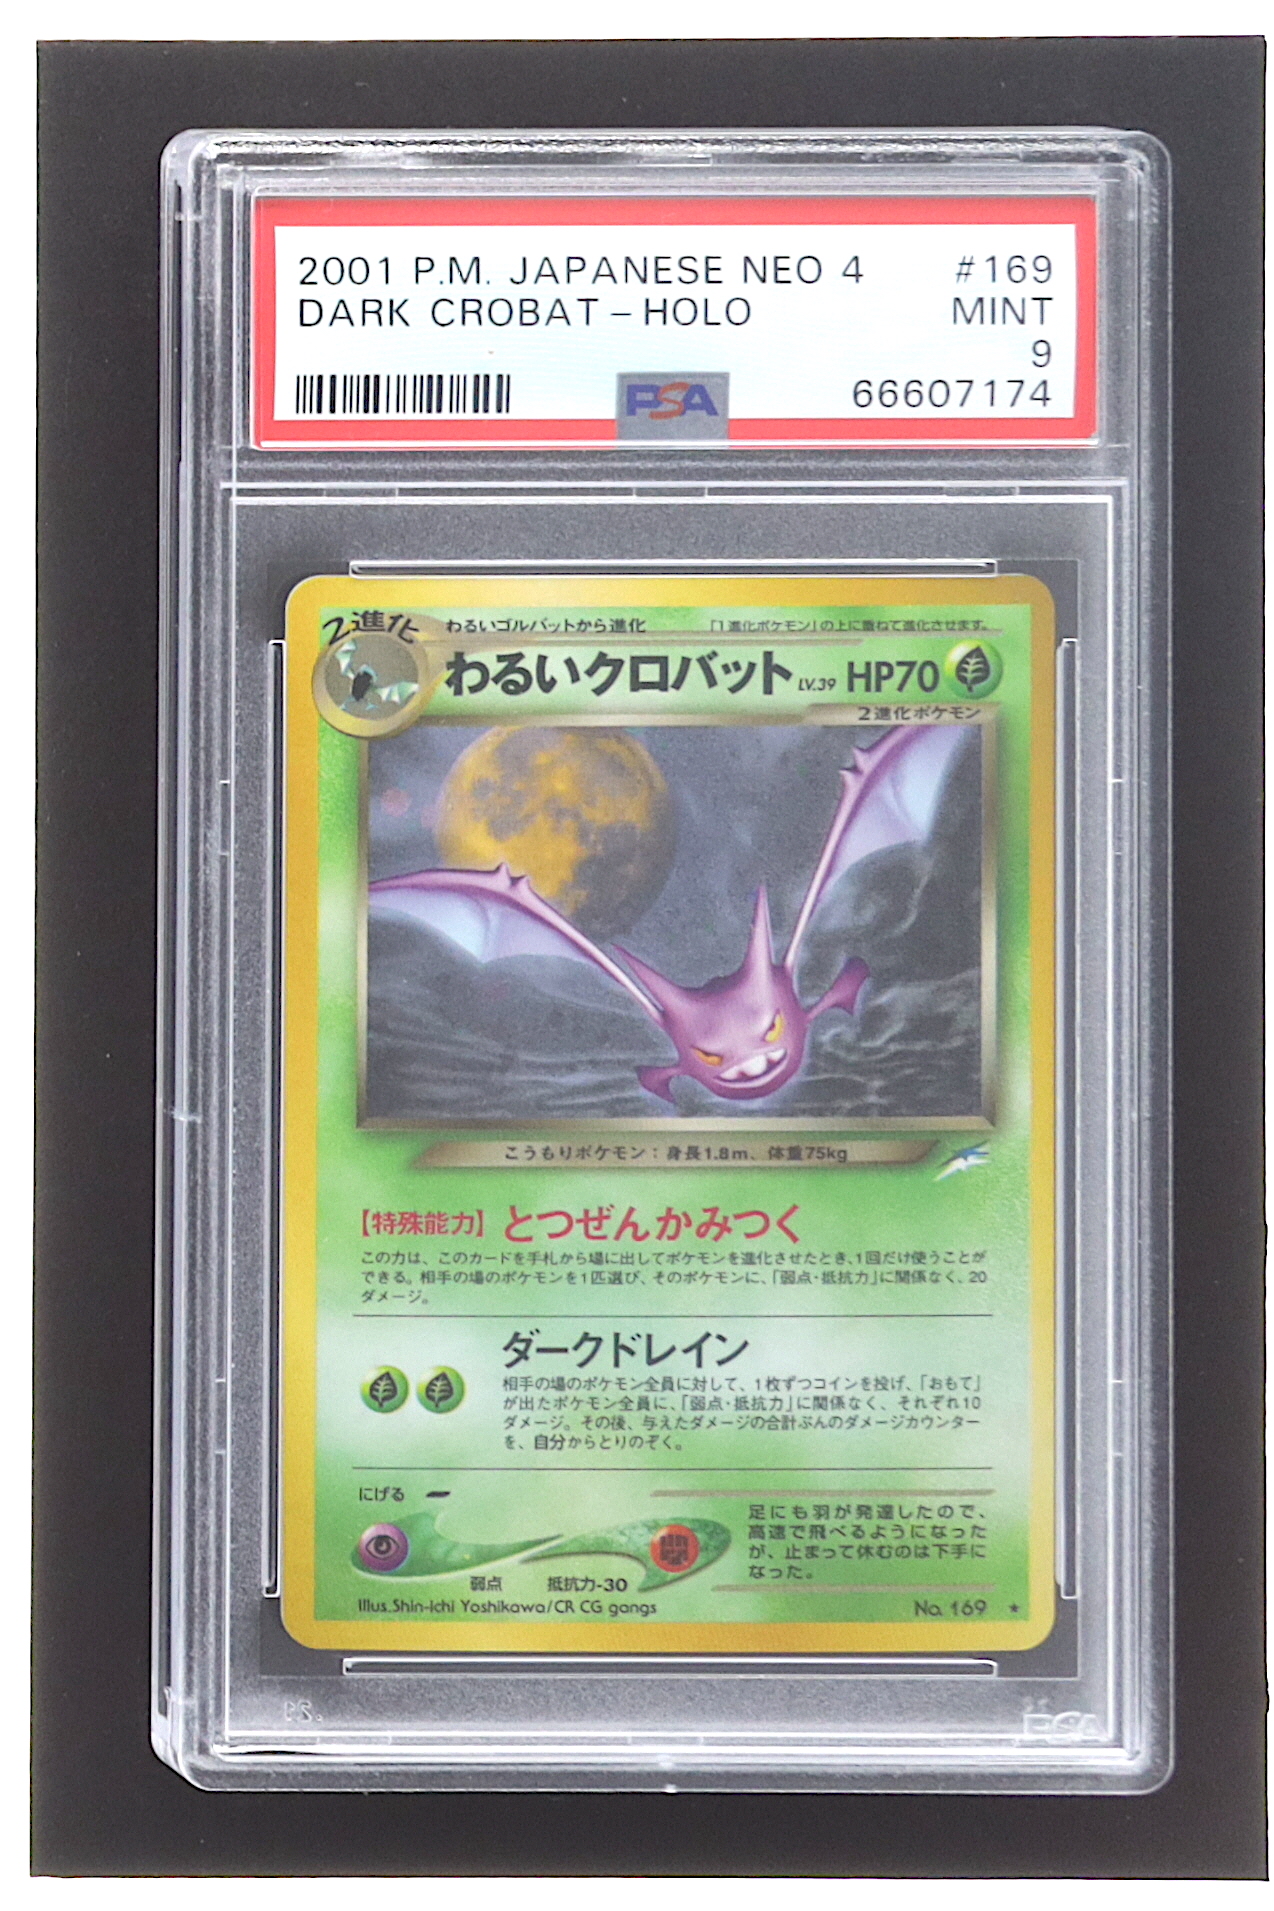 2001 P.M. JAPANESE NEO 4 #169
DARK CROBAT - HOLO MINT
9
PSA 66607174
2進化 わるいゴルバットから進化 「1進化ポケモン」の上に重ねて進化させます。
わるいクロバット LV.39 HP70
2進化ポケモン
こうもりポケモン:身長1.8m、体重75kg
【特殊能力】とつぜんかみつく
この力は、このカードを手札から場に出してポケモンを進化させたとき、1回だけ使うことが
できる。相手の場のポケモンを1匹選び、そのポケモンに、「弱点・抵抗力」に関係なく、20
ダメージ。
ダークドレイン
相手の場のポケモン全員に対して、1枚ずつコインを投げ、「おもて」
が出たポケモン全員に、「弱点・抵抗力」に関係なく、それぞれ10
ダメージ。その後、与えたダメージの合計ぶんのダメージカウンター
を、自分からとりのぞく。
にげる
弱点 抵抗力-30
足にも羽が発達したので、
高速で飛べるようになった
が、止まって休むのは下手に
なった。
Illus.Shin-ichi Yoshikawa/CR CG gangs No. 169 ★
PSA